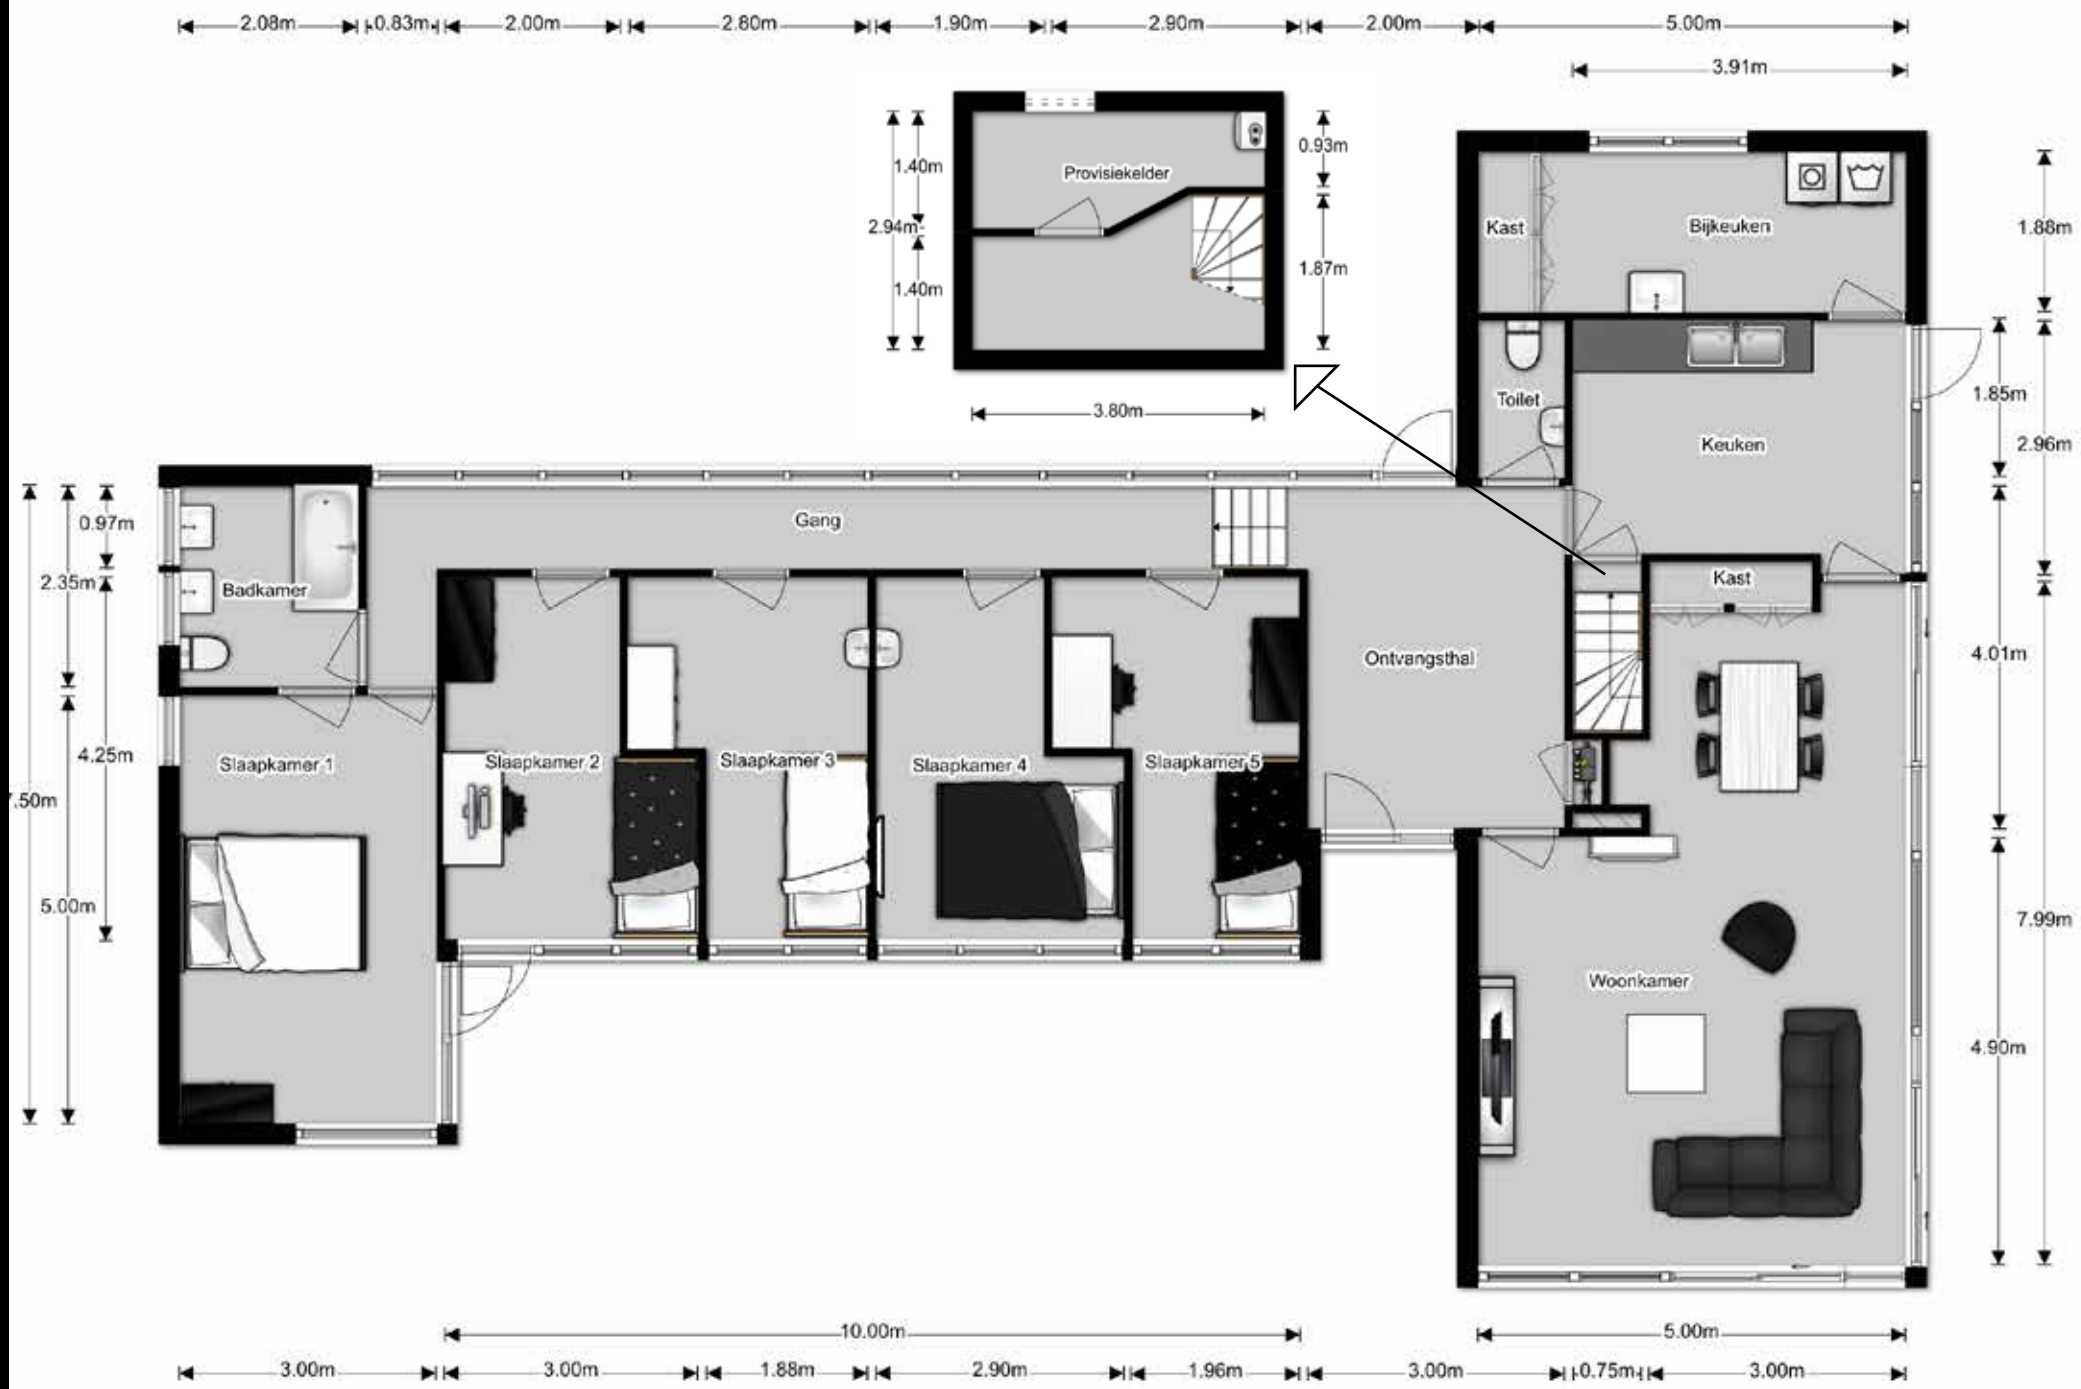 2.08m
0.83m
2.00m
2.80m
1.90m
2.90m
2.00m
5.00m
3.91m
1.40m
2.94m
1.40m
Provisiekelder
0.93m
1.87m
3.80m
Kast
Bijkeuken
1.88m
Toilet
Keuken
1.85m
2.96m
0.97m
2.35m
Badkamer
Gang
Kast
Ontvangsthal
4.01m
4.25m
Slaapkamer 1
Slaapkamer 2
Slaapkamer 3
Slaapkamer 4
Slaapkamer 5
.50m
5.00m
7.99m
Woonkamer
4.90m
10.00m
5.00m
3.00m
3.00m
1.88m
2.90m
1.96m
3.00m
0.75m
3.00m